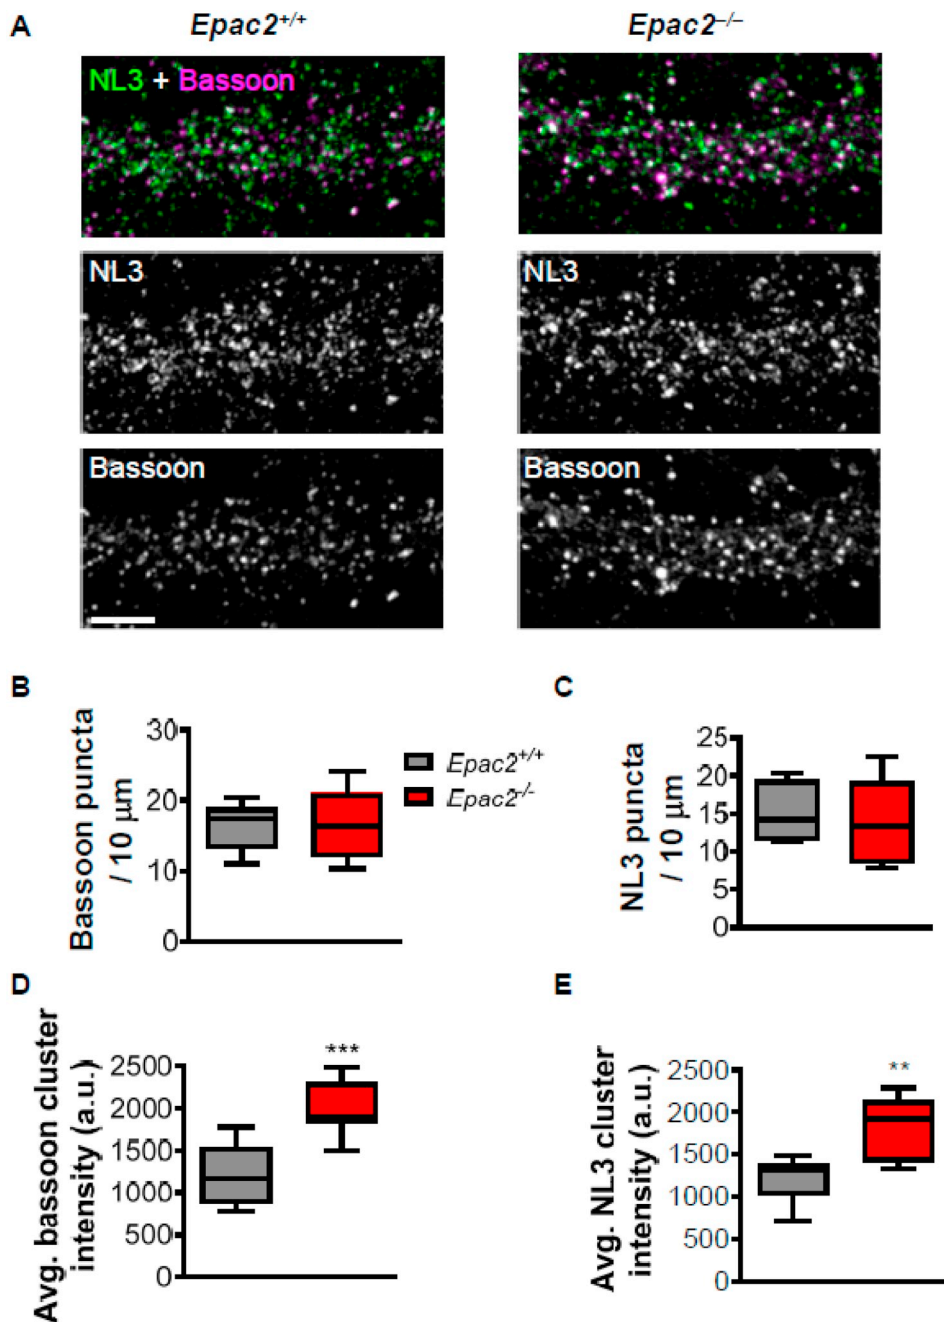 A
Epac2+/+
Epac2–/–
NL3 + Bassoon
NL3
NL3
Bassoon
Bassoon
B
C
Bassoon puncta
/ 10 µm
30
20
10
0
Epac2+/+
Epac2-/-
NL3 puncta
/ 10 µm
25
20
15
10
5
0
D
E
Avg. bassoon cluster
intensity (a.u.)
2500
2000
1500
1000
500
0
***
Avg. NL3 cluster
intensity (a.u.)
2500
2000
1500
1000
500
0
**